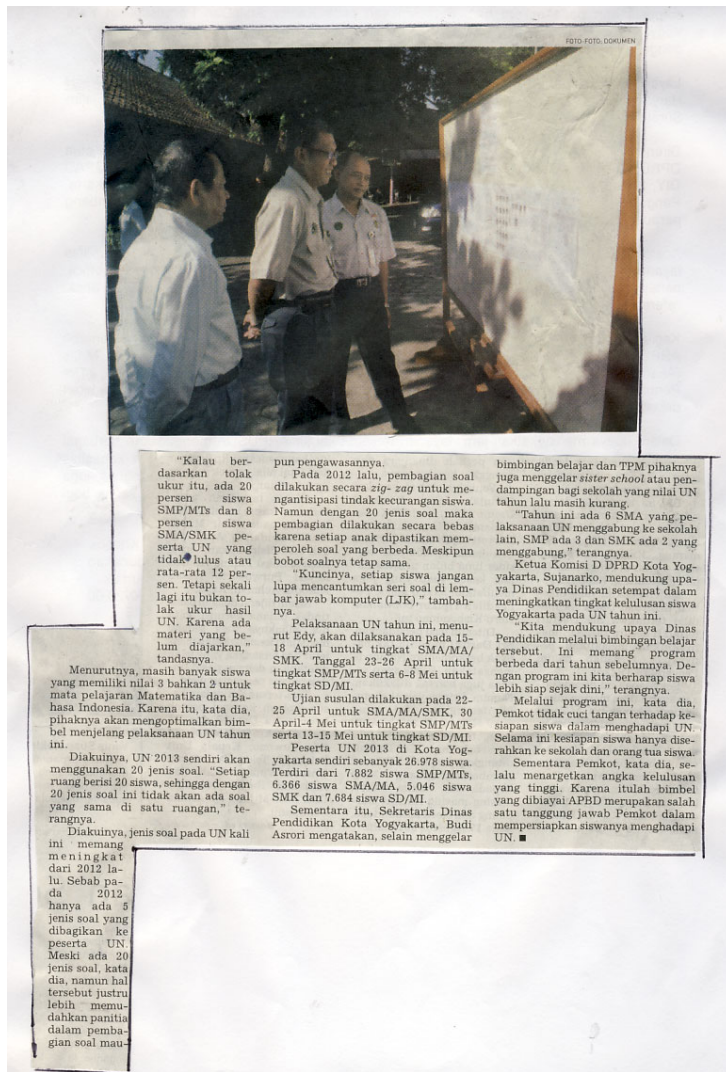 FOTO-FOTO: DOKUMEN
"Kalau ber-
dasarkan tolak
ukur itu, ada 20
persen siswa
SMP/MTs dan 8
persen siswa
SMA/SMK pe-
serta UN yang
tidak lulus atau
rata-rata 12 per-
sen. Tetapi sekali
lagi itu bukan to-
lak ukur hasil
UN. Karena ada
materi yang be-
lum diajarkan,"
tandasnya.
Menurutnya, masih banyak siswa
yang memiliki nilai 3 bahkan 2 untuk
mata pelajaran Matematika dan Ba-
hasa Indonesia. Karena itu, kata dia,
pihaknya akan mengoptimalkan bim-
bel menjelang pelaksanaan UN tahun
ini.
Diakuinya, UN 2013 sendiri akan
menggunakan 20 jenis soal. "Setiap
ruang berisi 20 siswa, sehingga dengan
20 jenis soal ini tidak akan ada soal
yang sama di satu ruangan," te-
rangnya.
Diakuinya, jenis soal pada UN kali
ini memang
meningkat
dari 2012 la-
lu. Sebab pa-
da 2012
hanya ada 5
jenis soal yang
dibagikan ke
peserta UN.
Meski ada 20
jenis soal, kata
dia, namun hal
tersebut justru
lebih memu-
dahkan panitia
dalam pemba-
gian soal mau-
pun pengawasannya.
Pada 2012 lalu, pembagian soal
dilakukan secara zig- zag untuk me-
ngantisipasi tindak kecurangan siswa.
Namun dengan 20 jenis soal maka
pembagian dilakukan secara bebas
karena setiap anak dipastikan mem-
peroleh soal yang berbeda. Meskipun
bobot soalnya tetap sama.
"Kuncinya, setiap siswa jangan
lupa mencantumkan seri soal di lem-
bar jawab komputer (LJK)," tambah-
nya.
Pelaksanaan UN tahun ini, menu-
rut Edy, akan dilaksanakan pada 15-
18 April untuk tingkat SMA/MA/
SMK. Tanggal 23-26 April untuk
tingkat SMP/MTs serta 6-8 Mei untuk
tingkat SD/MI.
Ujian susulan dilakukan pada 22-
25 April untuk SMA/MA/SMK, 30
April-4 Mei untuk tingkat SMP/MTs
serta 13-15 Mei untuk tingkat SD/MI.
Peserta UN 2013 di Kota Yog-
yakarta sendiri sebanyak 26.978 siswa.
Terdiri dari 7.882 siswa SMP/MTs,
6.366 siswa SMA/MA, 5.046 siswa
SMK dan 7.684 siswa SD/MI.
Sementara itu, Sekretaris Dinas
Pendidikan Kota Yogyakarta, Budi
Asrori mengatakan, selain menggelar
bimbingan belajar dan TPM pihaknya
juga menggelar sister school atau pen-
dampingan bagi sekolah yang nilai UN
tahun lalu masih kurang.
"Tahun ini ada 6 SMA yang pe-
laksanaan UN menggabung ke sekolah
lain, SMP ada 3 dan SMK ada 2 yang
menggabung," terangnya.
Ketua Komisi D DPRD Kota Yog-
yakarta, Sujanarko, mendukung upa-
ya Dinas Pendidikan setempat dalam
meningkatkan tingkat kelulusan siswa
Yogyakarta pada UN tahun ini.
"Kita mendukung upaya Dinas
Pendidikan melalui bimbingan belajar
tersebut. Ini memang program
berbeda dari tahun sebelumnya. De-
ngan program ini kita berharap siswa
lebih siap sejak dini," terangnya.
Melalui program ini, kata dia,
Pemkot tidak cuci tangan terhadap ke-
siapan siswa dalam menghadapi UN.
Selama ini kesiapan siswa hanya dise-
rahkan ke sekolah dan orang tua siswa.
Sementara Pemkot, kata dia, se-
lalu menargetkan angka kelulusan
yang tinggi. Karena itulah bimbel
yang dibiayai APBD merupakan salah
satu tanggung jawab Pemkot dalam
mempersiapkan siswanya menghadapi
UN. ■